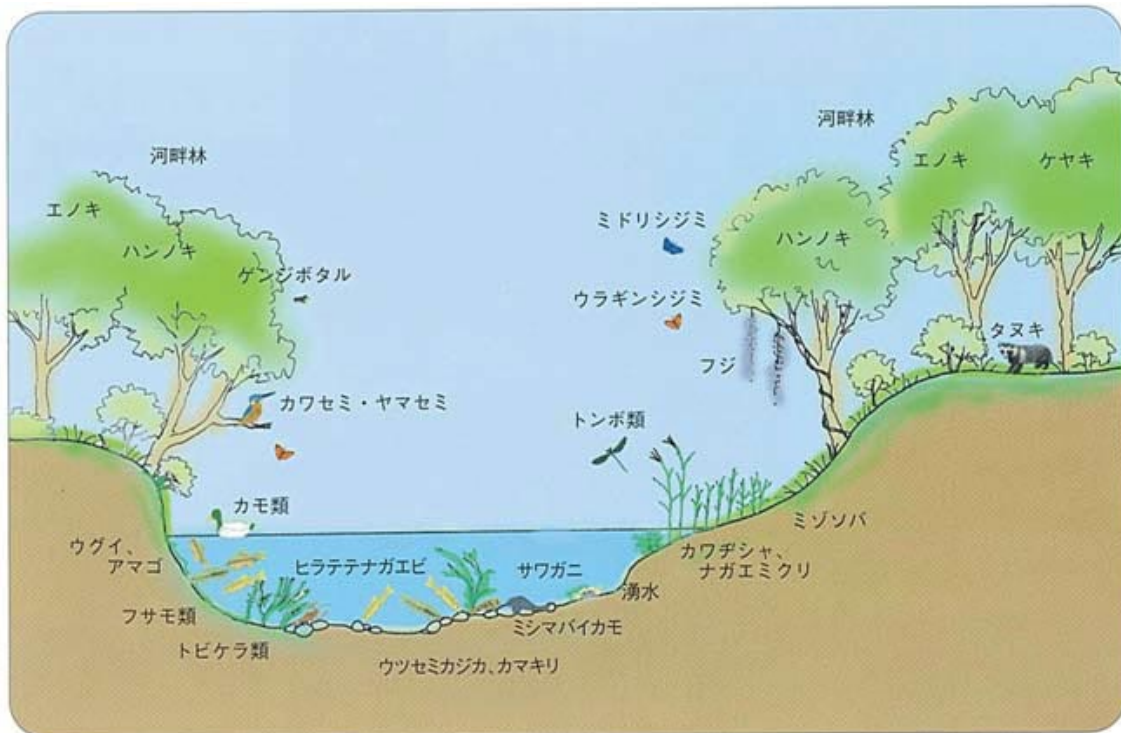 河畔林
河畔林
エノキ
ケヤキ
エノキ
ミドリシジミ
ハンノキ
ハンノキ
ゲンジボタル
ウラギンシジミ
タヌキ
フジ
カワセミ・ヤマセミ
トンボ類
カモ類
ミゾソバ
ウグイ、
アマゴ
ヒラテテナガエビ
サワガニ
カワヂシャ、
ナガエミクリ
湧水
フサモ類
ミシマバイカモ
トビケラ類
ウツセミカジカ、カマキリ